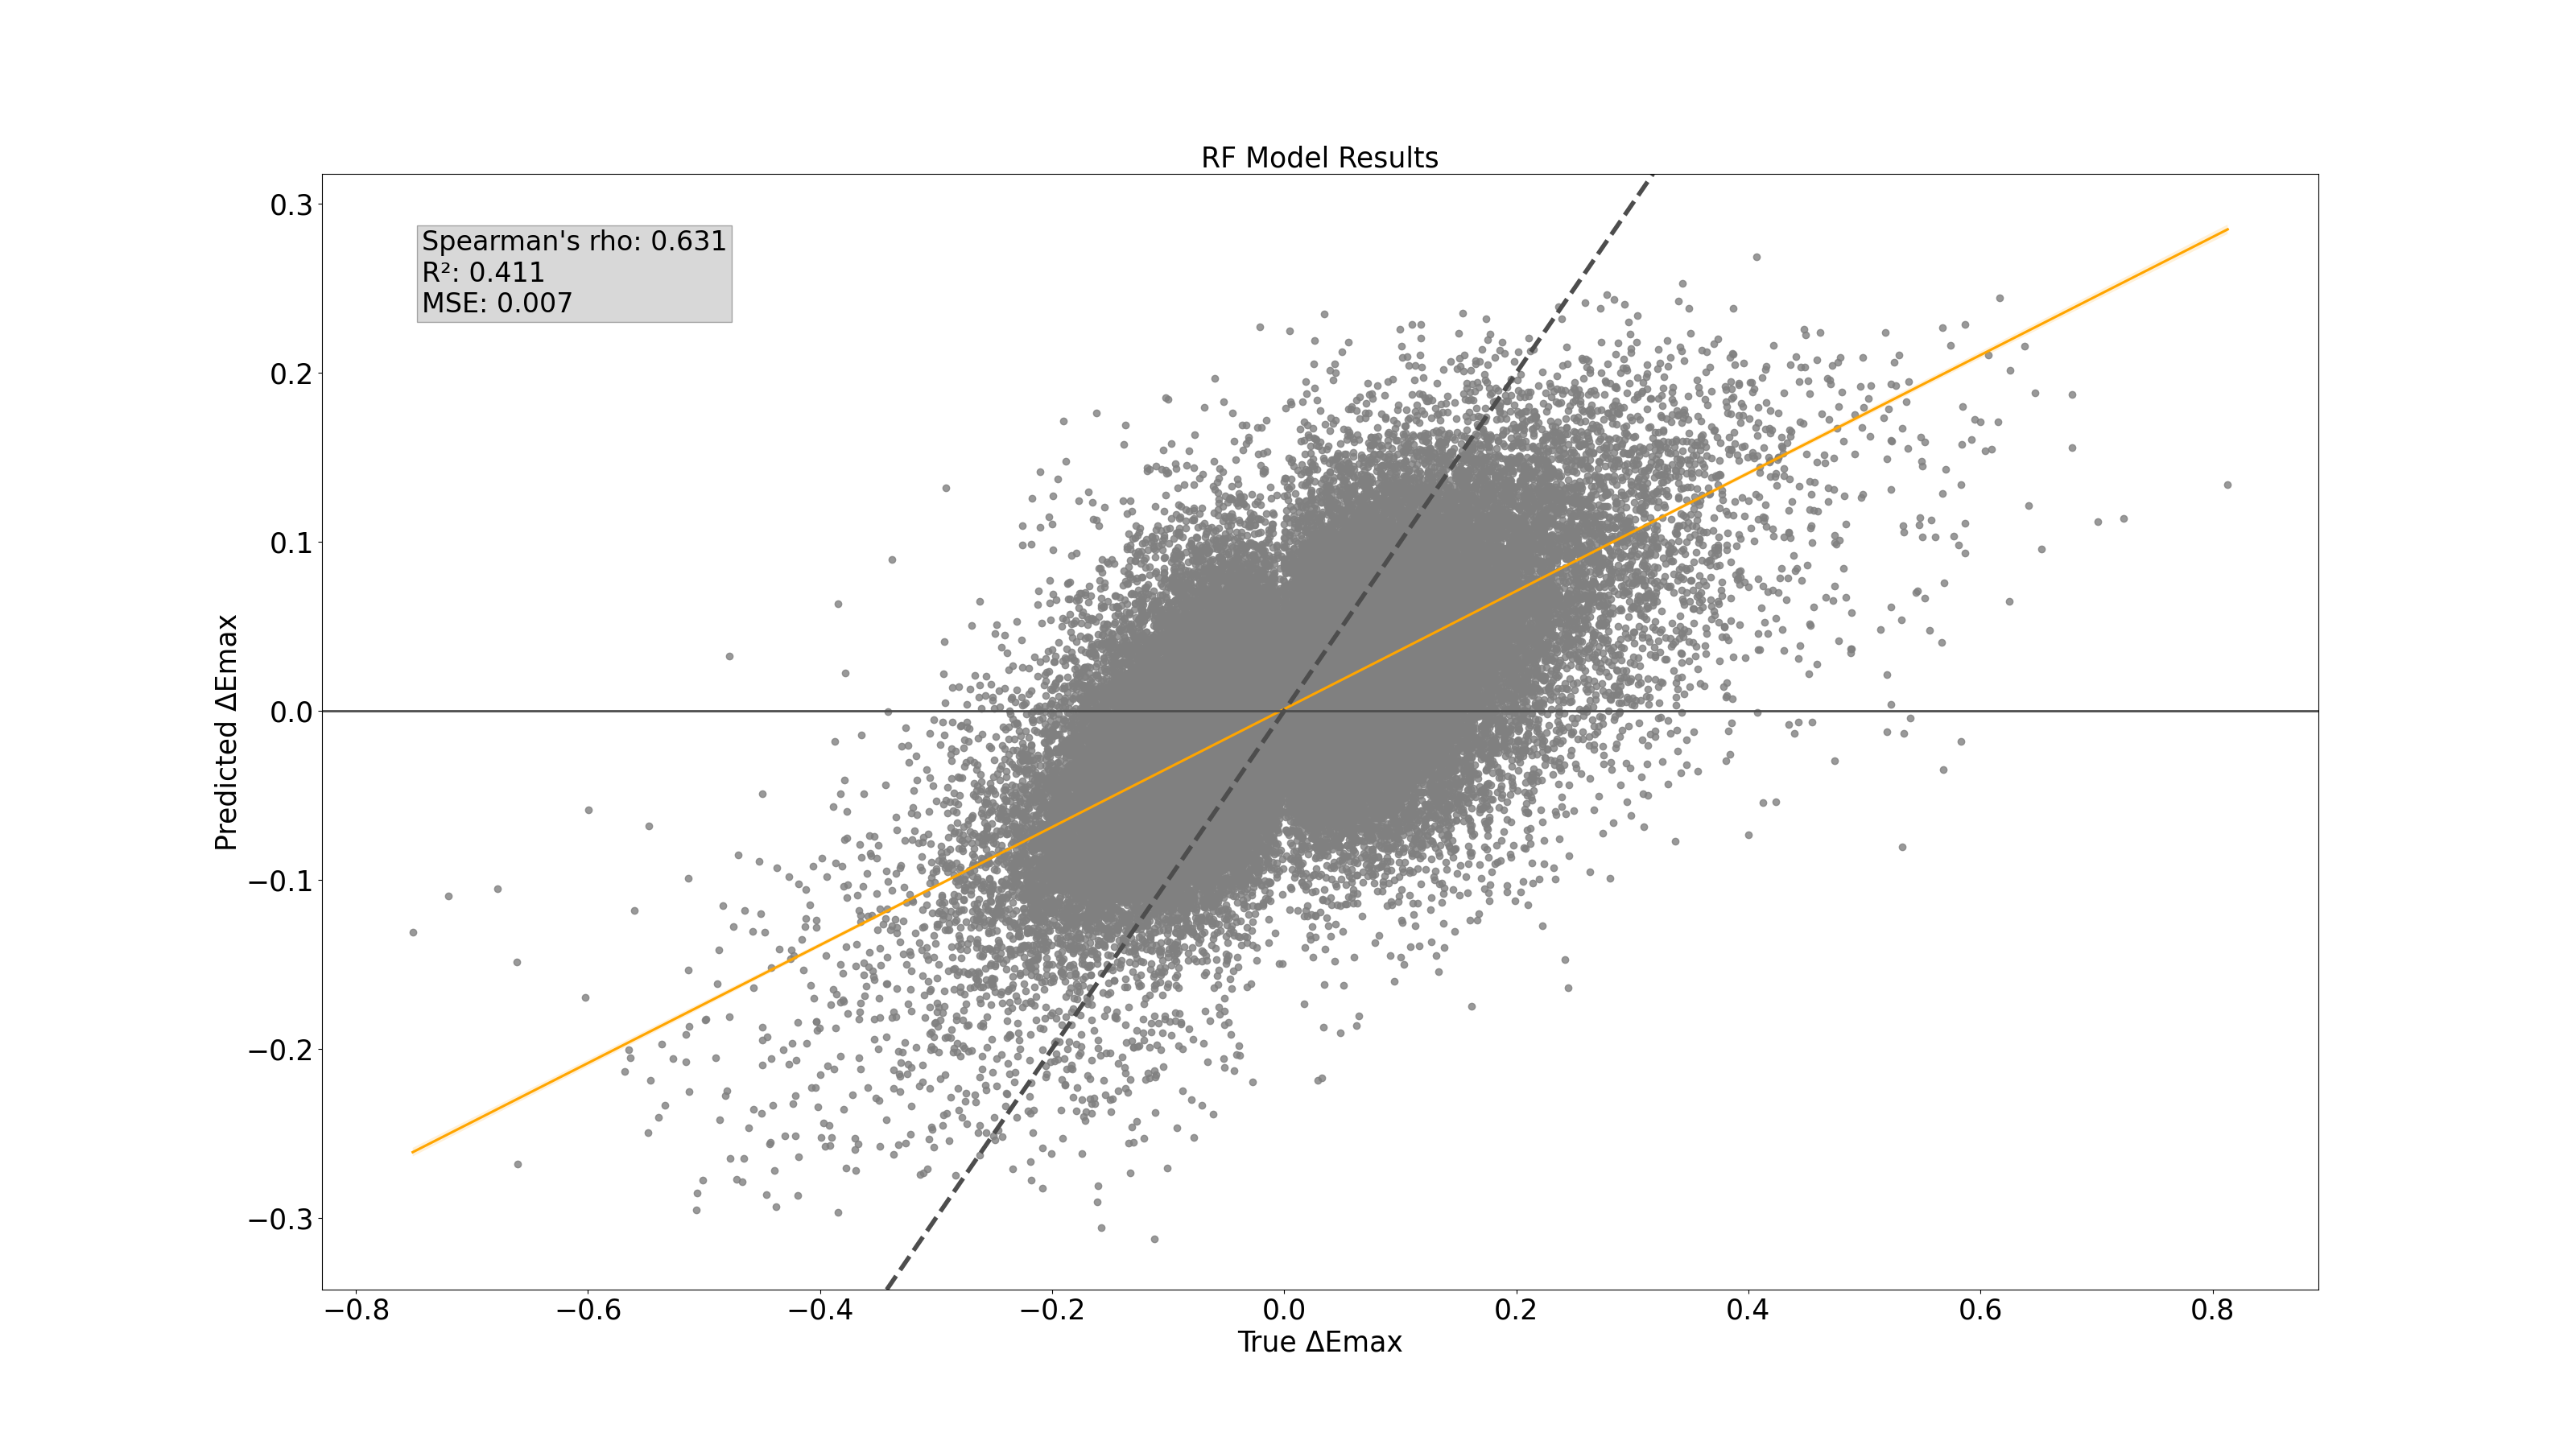 RF Model Results
Spearman's rho: 0.631
R²: 0.411
MSE: 0.007
0.3
0.2
0.1
0.0
−0.1
−0.2
−0.3
Predicted ΔEmax
−0.8 −0.6 −0.4 −0.2 0.0 0.2 0.4 0.6 0.8
True ΔEmax